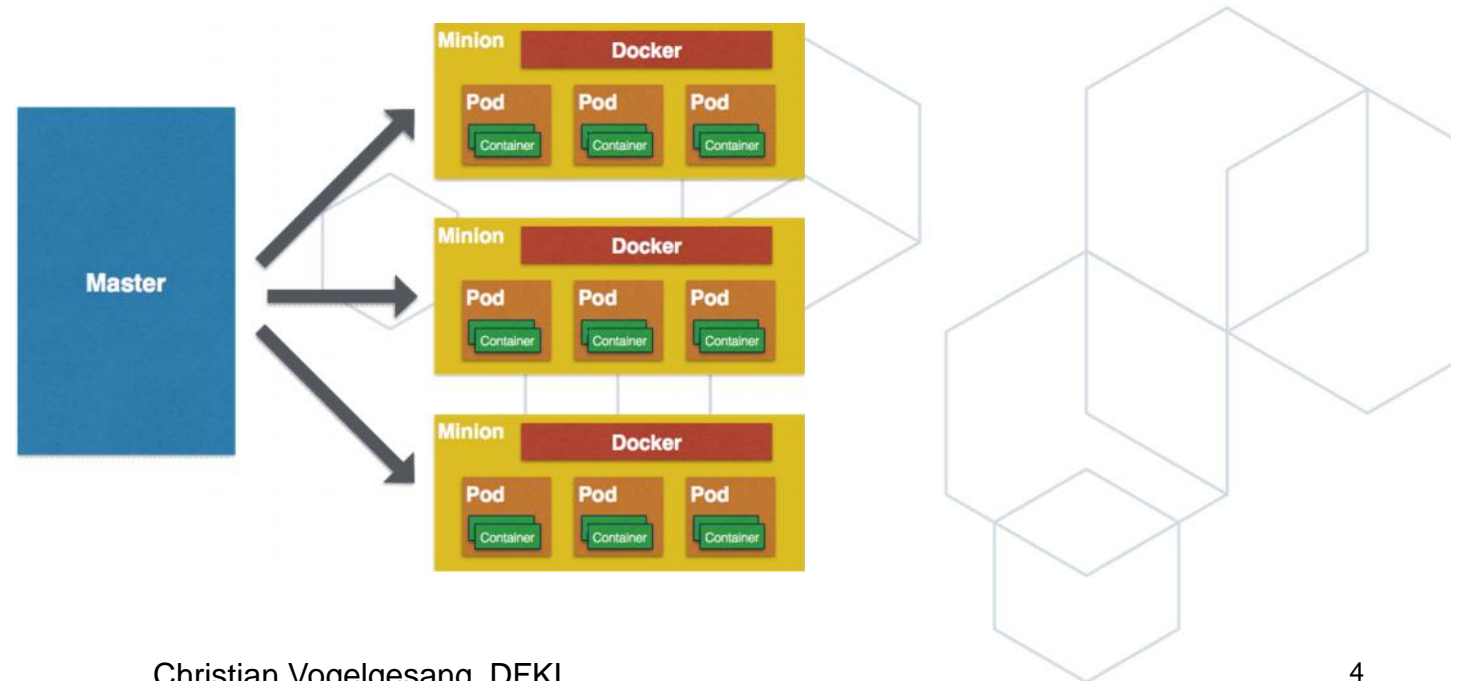 Master
Minion
Docker
Pod
Pod
Pod
Container
Container
Container
Minion
Docker
Pod
Pod
Pod
Container
Container
Container
Minion
Docker
Pod
Pod
Pod
Container
Container
Container
Christian Vogelgesang, DFKI
4